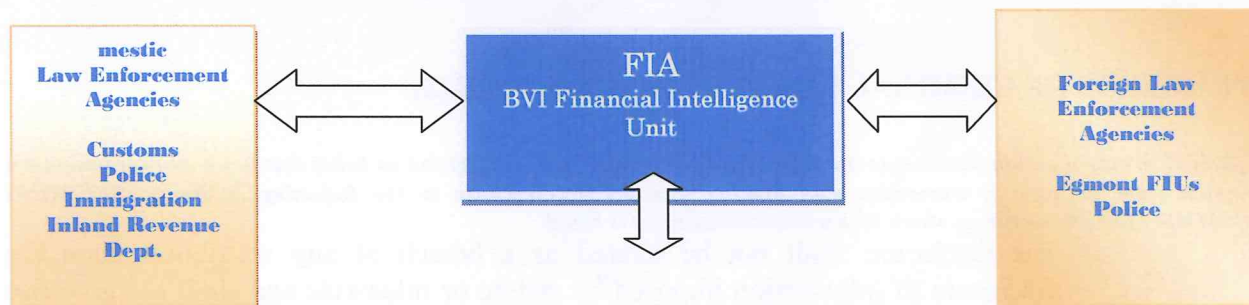 mestic
Law Enforcement
Agencies
Customs
Police
Immigration
Inland Revenue
Dept.
FIA
BVI Financial Intelligence
Unit
Foreign Law
Enforcement
Agencies
Egmont FIUs
Police